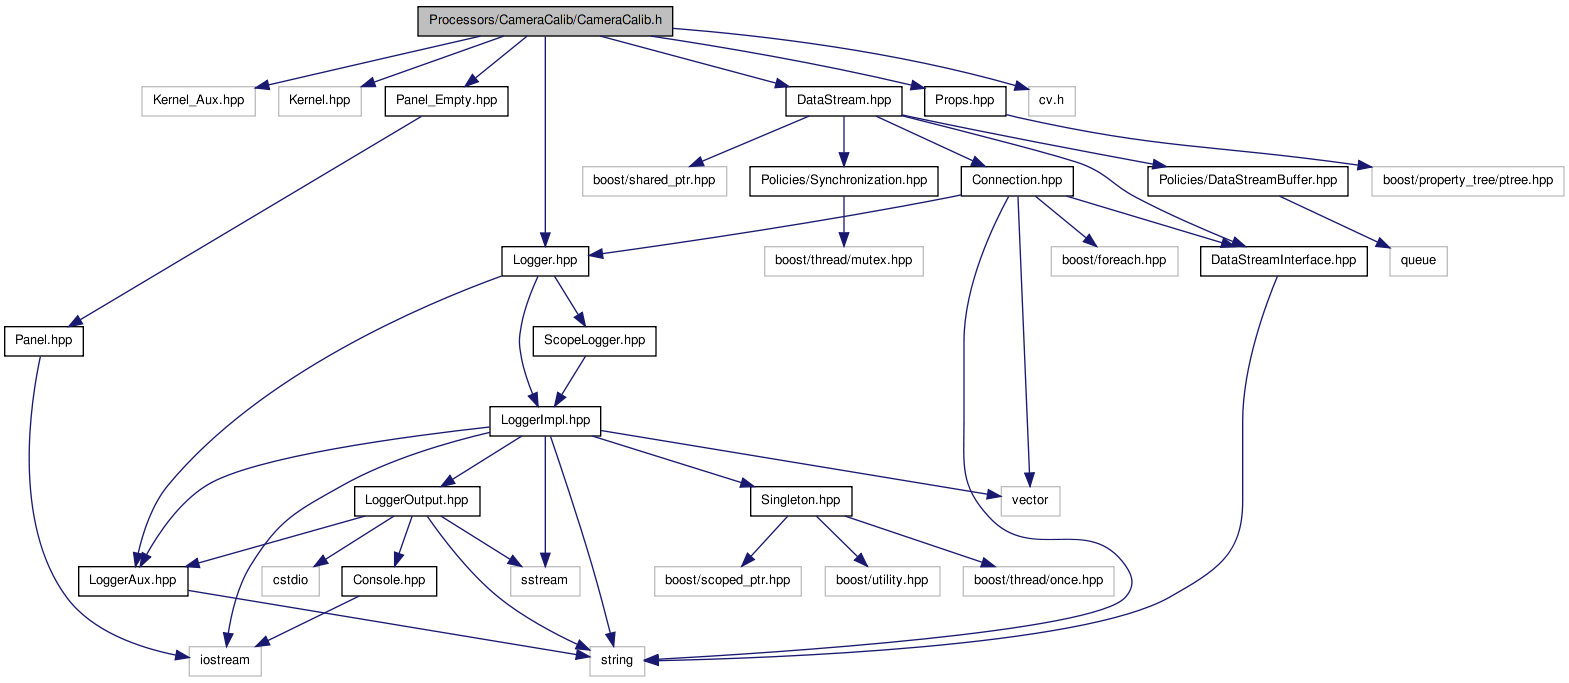 Processors/CameraCalib/CameraCalib.h
Kernel_Aux.hpp
Kernel.hpp
Panel_Empty.hpp
DataStream.hpp
Props.hpp
cv.h
boost/shared_ptr.hpp
Policies/Synchronization.hpp
Connection.hpp
Policies/DataStreamBuffer.hpp
boost/property_tree/ptree.hpp
Logger.hpp
boost/thread/mutex.hpp
boost/foreach.hpp
DataStreamInterface.hpp
queue
Panel.hpp
ScopeLogger.hpp
LoggerImpl.hpp
LoggerOutput.hpp
Singleton.hpp
vector
LoggerAux.hpp
cstdio
Console.hpp
sstream
boost/scoped_ptr.hpp
boost/utility.hpp
boost/thread/once.hpp
iostream
string